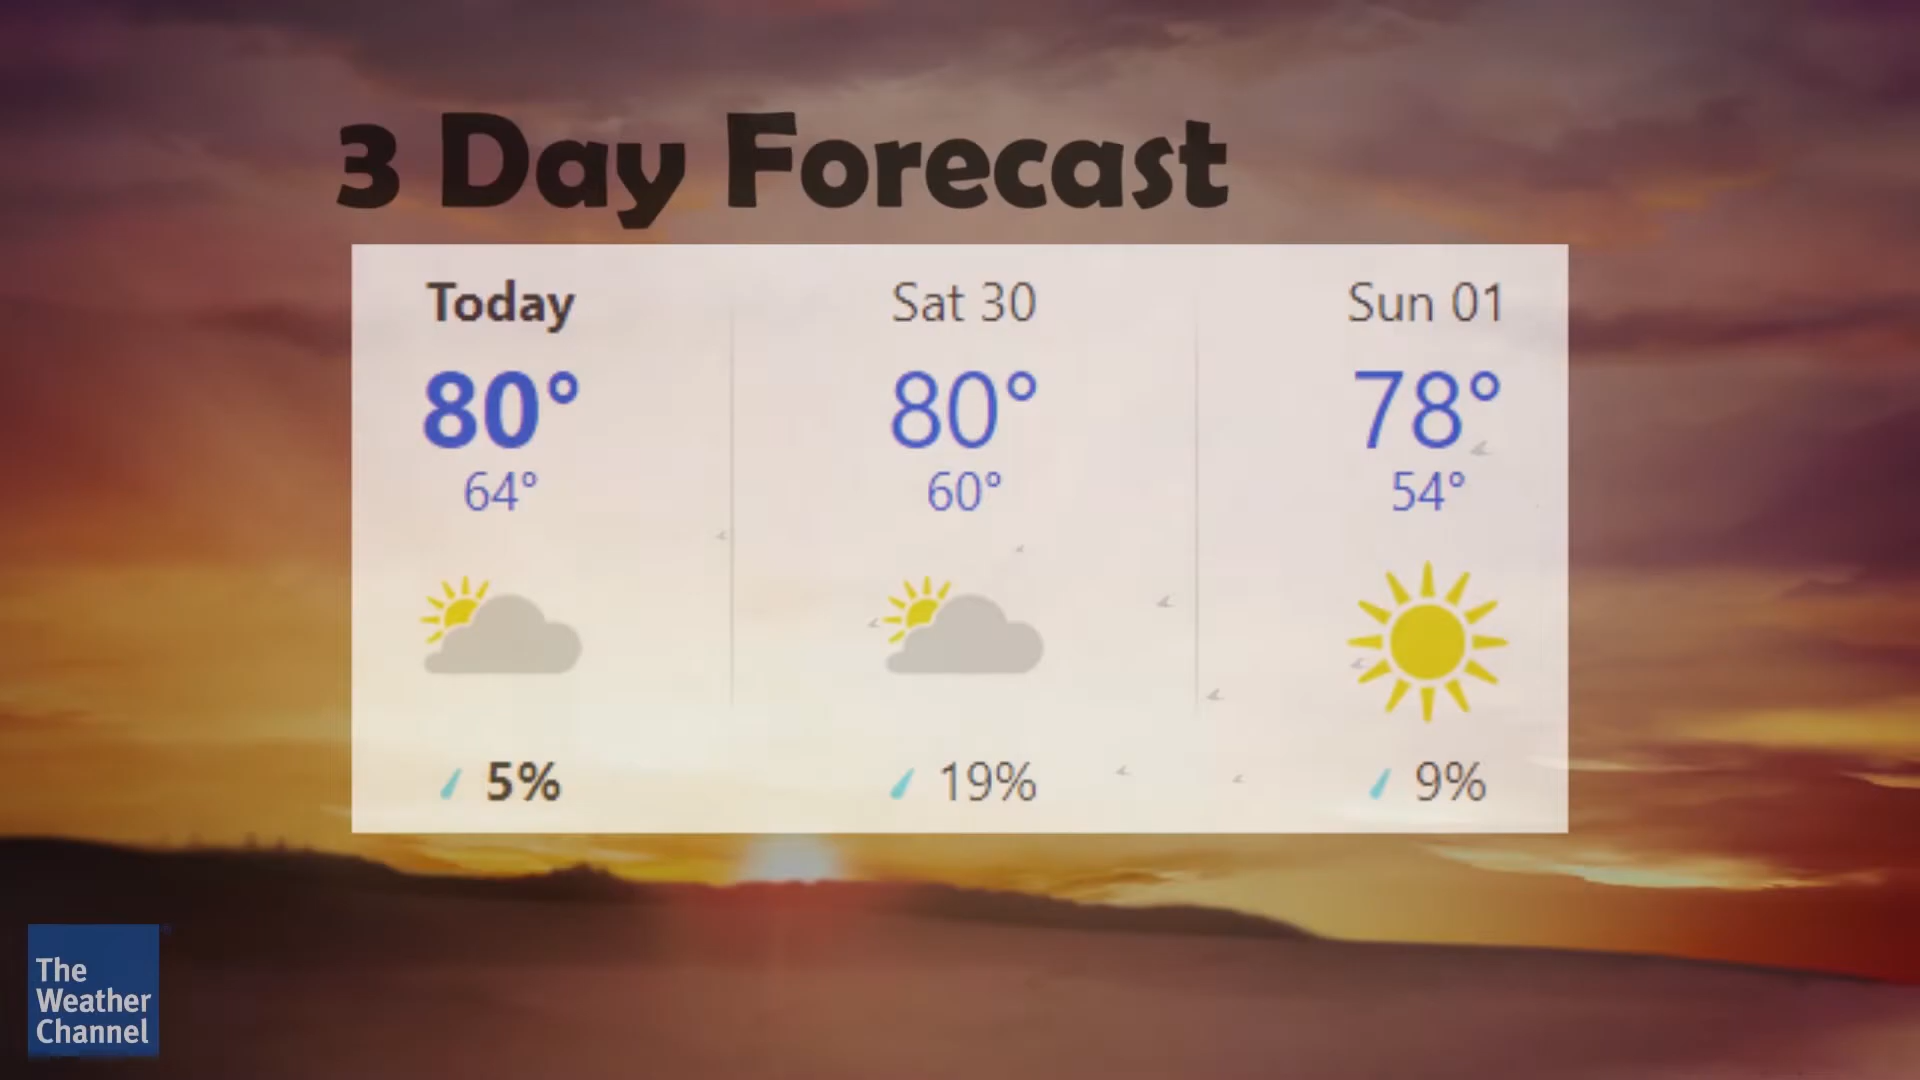 3 Day Forecast
Today
80°
64°
5%
Sat 30
80°
60°
19%
Sun 01
78°
54°
9%
The
Weather
Channel